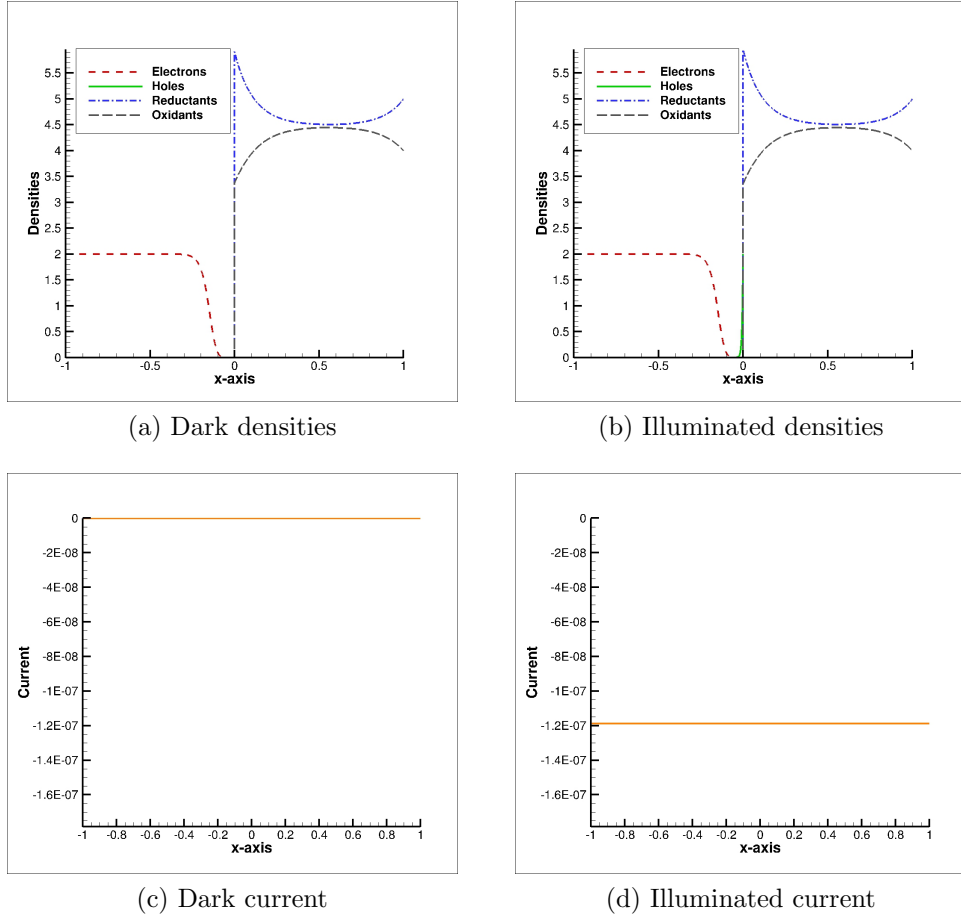 Densities
5.5
5
4.5
4
3.5
3
2.5
2
1.5
1
0.5
0
Electrons
Holes
Reductants
Oxidants
-1 -0.5 0 0.5 1
x-axis
(a) Dark densities
Densities
5.5
5
4.5
4
3.5
3
2.5
2
1.5
1
0.5
0
Electrons
Holes
Reductants
Oxidants
-1 -0.5 0 0.5 1
x-axis
(b) Illuminated densities
Current
0
-2E-08
-4E-08
-6E-08
-8E-08
-1E-07
-1.2E-07
-1.4E-07
-1.6E-07
-1 -0.8 -0.6 -0.4 -0.2 0 0.2 0.4 0.6 0.8 1
x-axis
(c) Dark current
Current
0
-2E-08
-4E-08
-6E-08
-8E-08
-1E-07
-1.2E-07
-1.4E-07
-1.6E-07
-1 -0.8 -0.6 -0.4 -0.2 0 0.2 0.4 0.6 0.8 1
x-axis
(d) Illuminated current